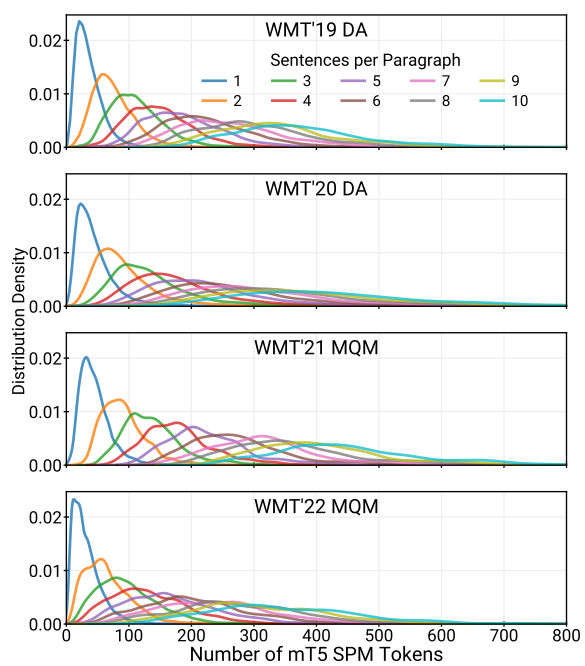 WMT'19 DA
Sentences per Paragraph
1 3 5 7 9
2 4 6 8 10
0.02
0.01
0.00
WMT'20 DA
0.02
0.01
0.00
Distribution Density
WMT'21 MQM
0.02
0.01
0.00
WMT'22 MQM
0.02
0.01
0.00
0 100 200 300 400 500 600 700 800
Number of mT5 SPM Tokens